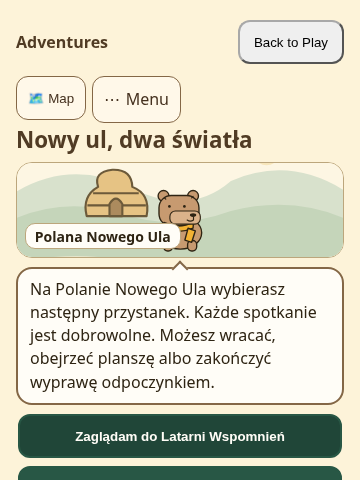 Adventures
Back to Play
Map
··· Menu
Nowy ul, dwa światła
Polana Nowego Ula
Na Polanie Nowego Ula wybierasz
następny przystanek. Każde spotkanie
jest dobrowolne. Możesz wracać,
obejrzeć planszę albo zakończyć
wyprawę odpoczynkiem.
Zaglądam do Latarni Wspomnień